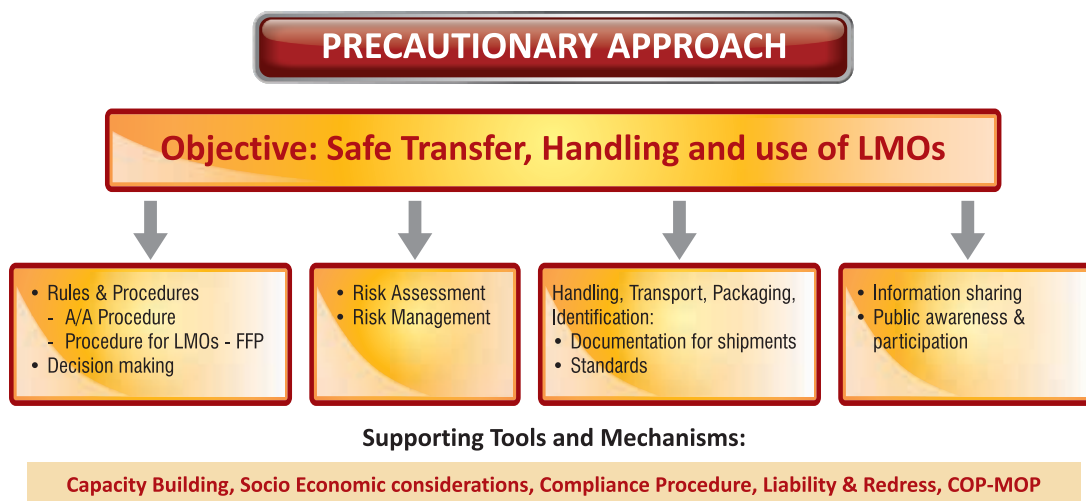 PRECAUTIONARY APPROACH
Objective: Safe Transfer, Handling and use of LMOs
• Rules & Procedures
- A/A Procedure
- Procedure for LMOs - FFP
• Decision making
• Risk Assessment
• Risk Management
Handling, Transport, Packaging,
Identification:
• Documentation for shipments
• Standards
• Information sharing
• Public awareness &
participation
Supporting Tools and Mechanisms:
Capacity Building, Socio Economic considerations, Compliance Procedure, Liability & Redress, COP-MOP